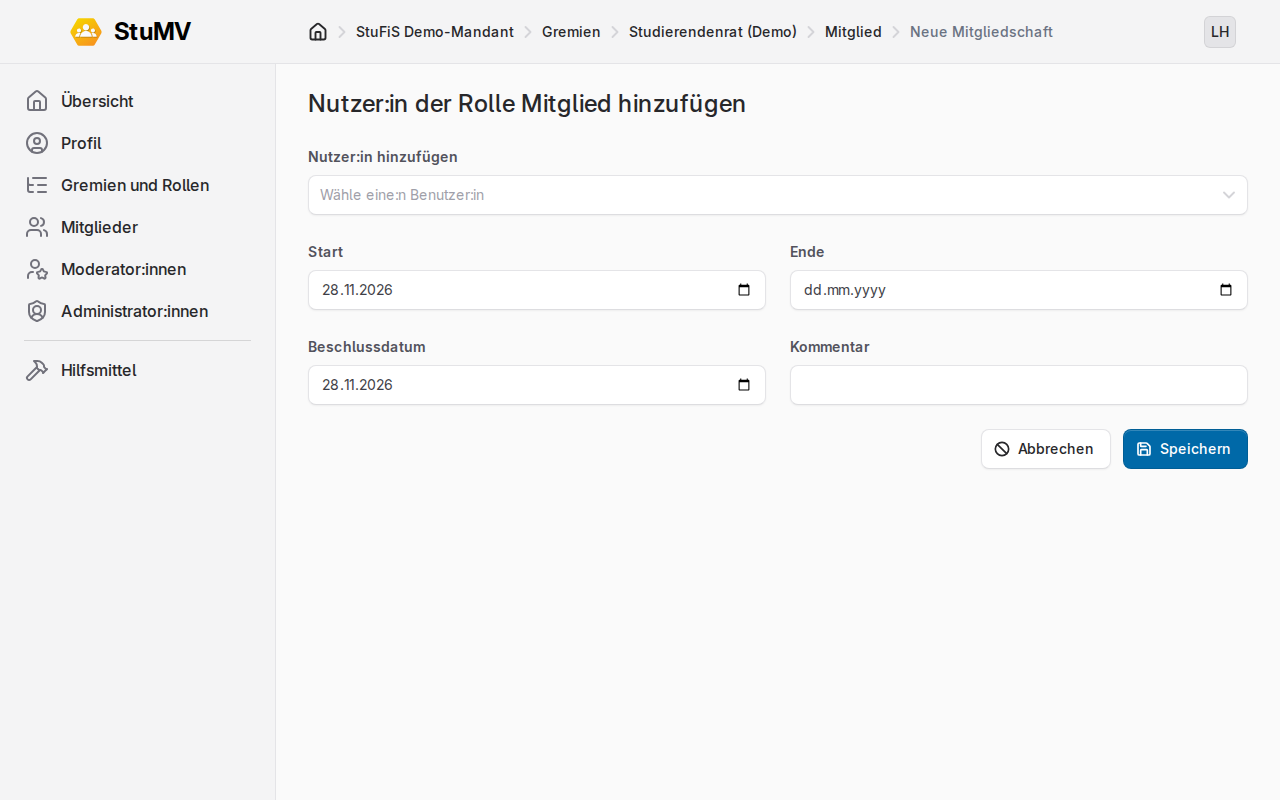 StuMV
StuFiS Demo-Mandant Gremien Studierendenrat (Demo) Mitglied Neue Mitgliedschaft
LH
Übersicht
Profil
Gremien und Rollen
Mitglieder
Moderator:innen
Administrator:innen
Hilfsmittel
Nutzer:in der Rolle Mitglied hinzufügen
Nutzer:in hinzufügen
Wähle eine:n Benutzer:in
Start
Ende
28.11.2026
dd.mm.yyyy
Beschlussdatum
Kommentar
28.11.2026
Abbrechen
Speichern